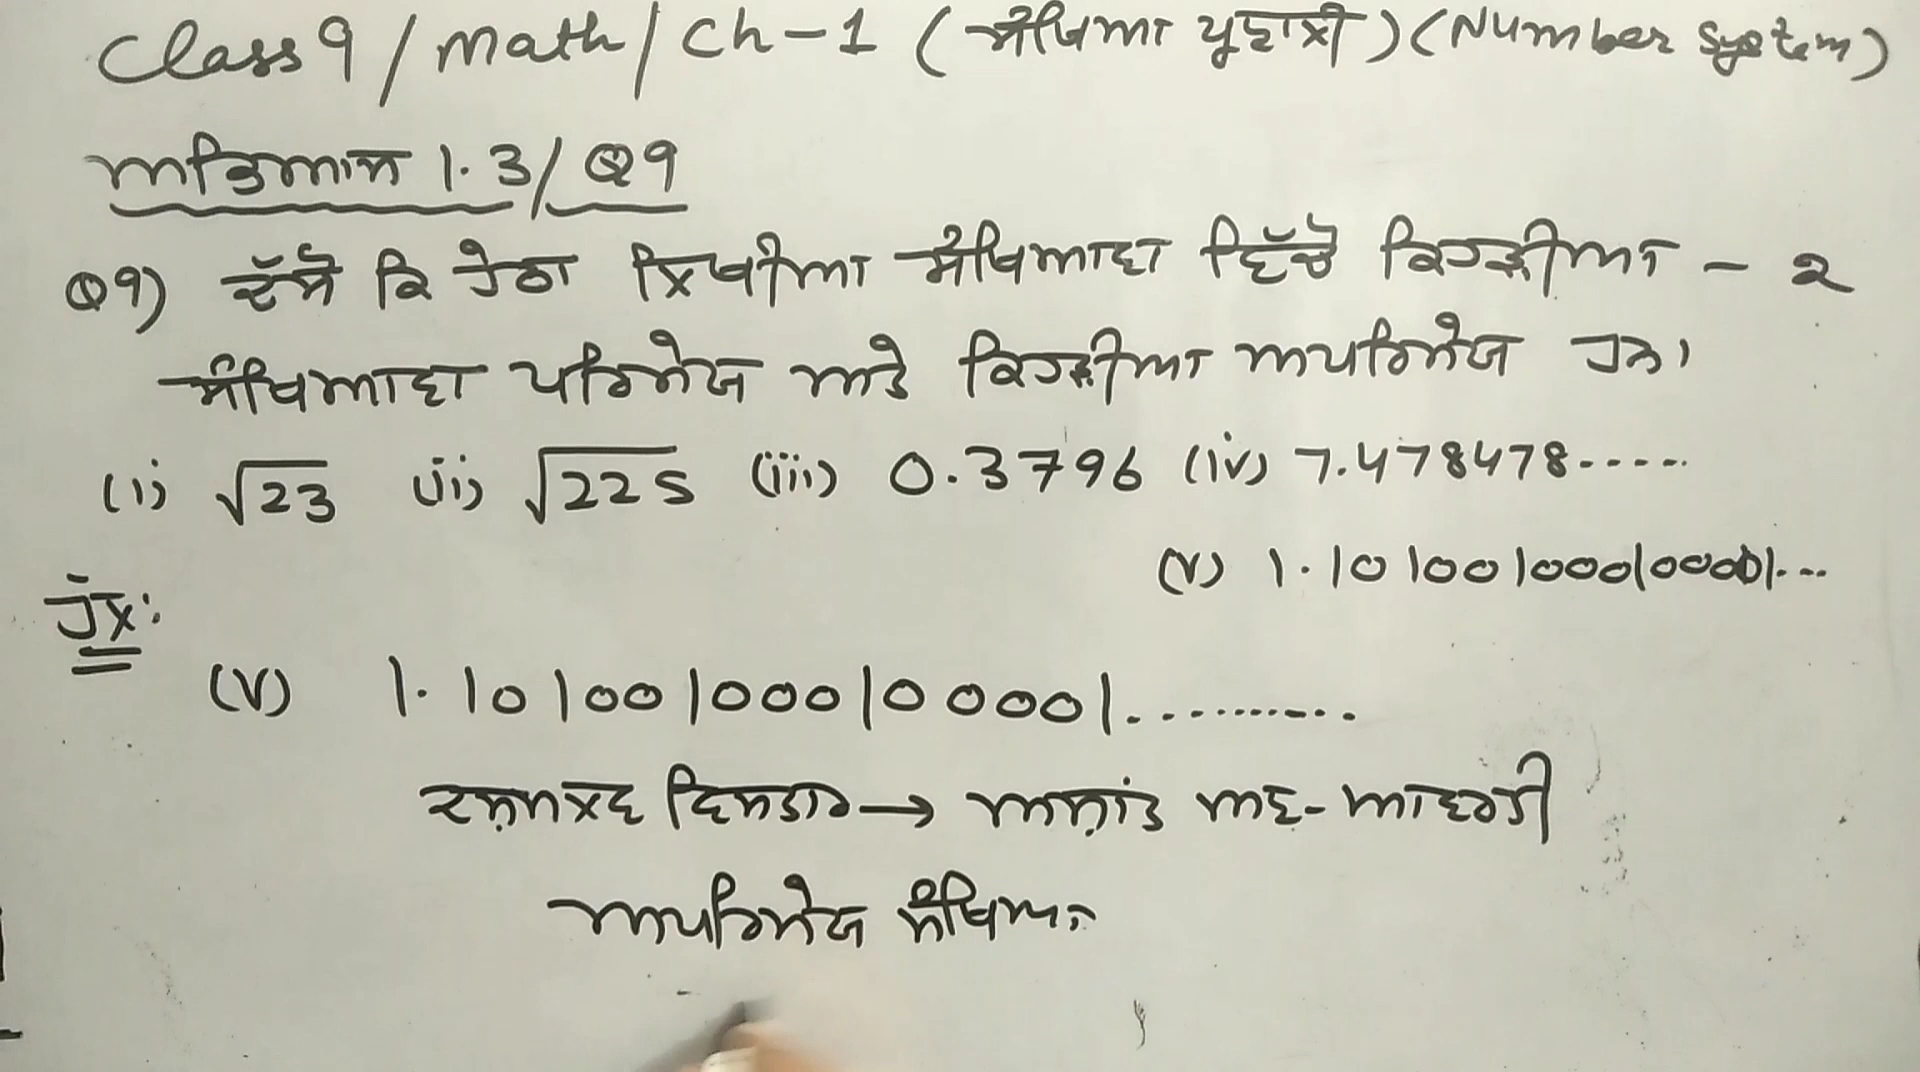 Class 9 / Math / Ch-1 (ਸੰਖਿਆ ਪ੍ਰਣਾਲੀ) (Number System)
ਅਭਿਆਸ 1.3 / Q9
Q9) ਦੱਸੋ ਕਿ ਹੇਠਾਂ ਲਿਖੀਆਂ ਸੰਖਿਆਵਾਂ ਵਿੱਚੋਂ ਕਿਹੜੀਆਂ -2
ਸੰਖਿਆਵਾਂ ਪਰਿਮੇਯ ਅਤੇ ਕਿਹੜੀਆਂ ਅਪਰਿਮੇਯ ਹਨ।
(i) √23 (ii) √225 (iii) 0.3796 (iv) 7.478478-----
(v) 1.101001000100001...
ਹੱਲ:
(v) 1.101001000100001..........
ਦਸ਼ਮਲਵ ਵਿਸਤਾਰ → ਅਸ਼ਾਂਤ ਅਣ-ਆਵਰਤੀ
ਅਪਰਿਮੇਯ ਸੰਖਿਆ